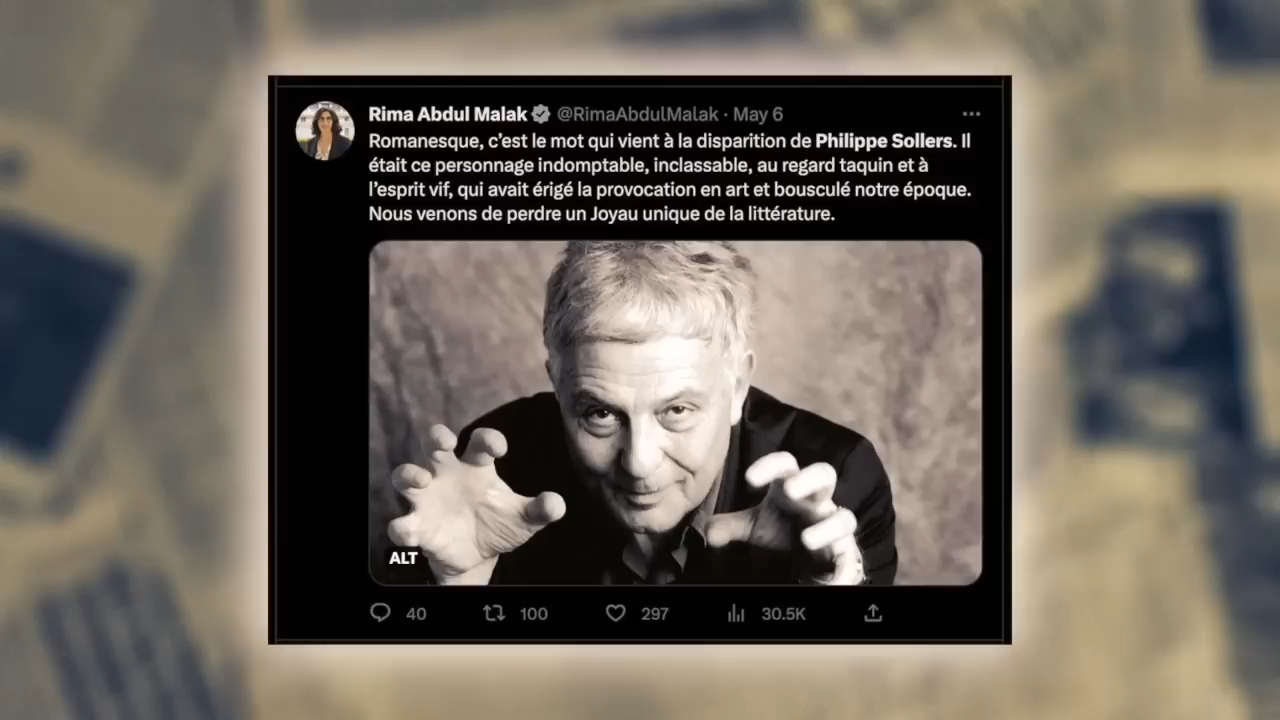 Rima Abdul Malak @RimaAbdulMalak · May 6
Romanesque, c’est le mot qui vient à la disparition de Philippe Sollers. Il
était ce personnage indomptable, inclassable, au regard taquin et à
l’esprit vif, qui avait érigé la provocation en art et bousculé notre époque.
Nous venons de perdre un Joyau unique de la littérature.
ALT
40 100 297 30.5K